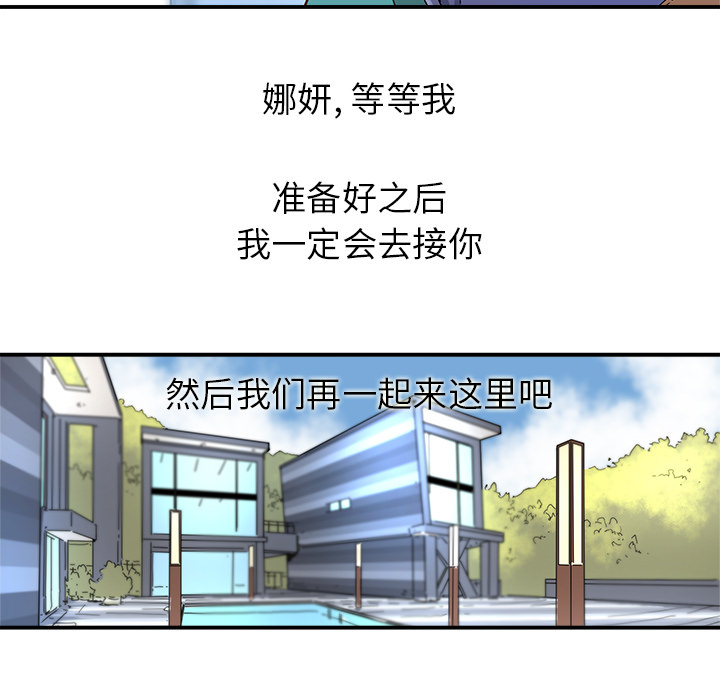 娜妍, 等等我
准备好之后
我一定会去接你
然后我们再一起来这里吧